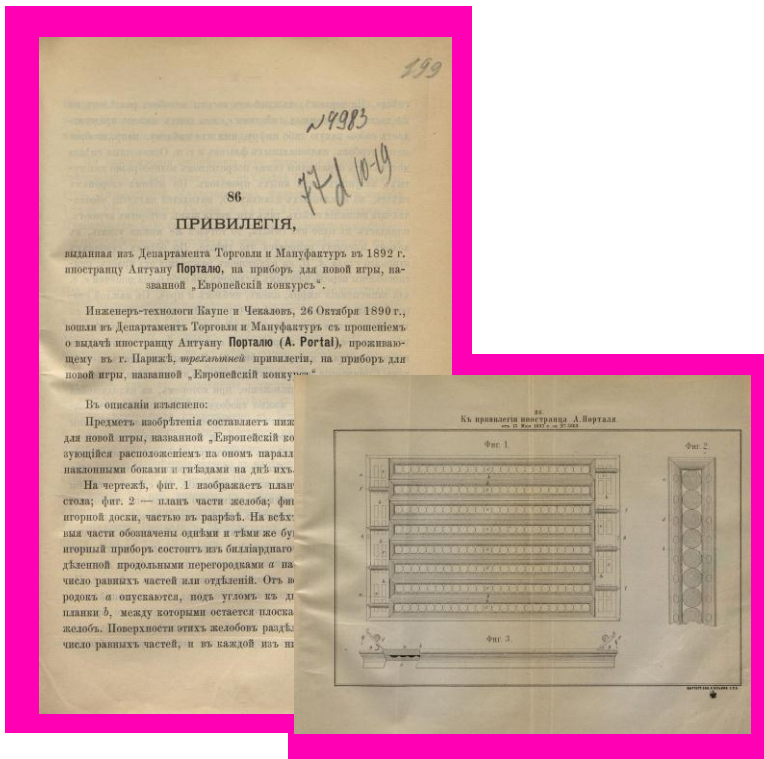 199
№4983
77-d 10-19
86
ПРИВИЛЕГІЯ,
выданная изъ Департамента Торговли и Мануфактуръ въ 1892 г.
иностранцу Антуану Порталю, на приборъ для новой игры, на-
званной „Европейскій конкурсъ“.
Инженеръ-технологи Каупе и Чекаловъ, 26 Октября 1890 г.,
вошли въ Департаментъ Торговли и Мануфактуръ съ прошеніемъ
о выдачѣ иностранцу Антуану Порталю (A. Portal), проживаю-
щему въ г. Парижѣ, трехлѣтней привилегіи, на приборъ для
новой игры, названной „Европейскій конкурсъ“.
Въ описаніи изъяснено:
Предметъ изобрѣтенія составляетъ
для новой игры, названной „Европейскій
зующійся расположеніемъ на ономъ
наклонными боками и гнѣздами на днѣ ихъ.
На чертежѣ, фиг. 1 изображаетъ
стола; фиг. 2 — планъ части желоба;
игорной доски, частью въ разрѣзѣ. На
выя части обозначены однѣми и тѣми же
игорный приборъ состоитъ изъ
дѣленной продольными перегородками а на
число равныхъ частей или отдѣленій. Отъ
родокъ а опускаются, подъ угломъ къ
планки b, между которыми остается
желобъ. Поверхности этихъ желобовъ
число равныхъ частей, и въ каждой изъ
86
Къ привилегіи иностранца А. Порталя
Фиг. 1.
Фиг. 2.
Фиг. 3.